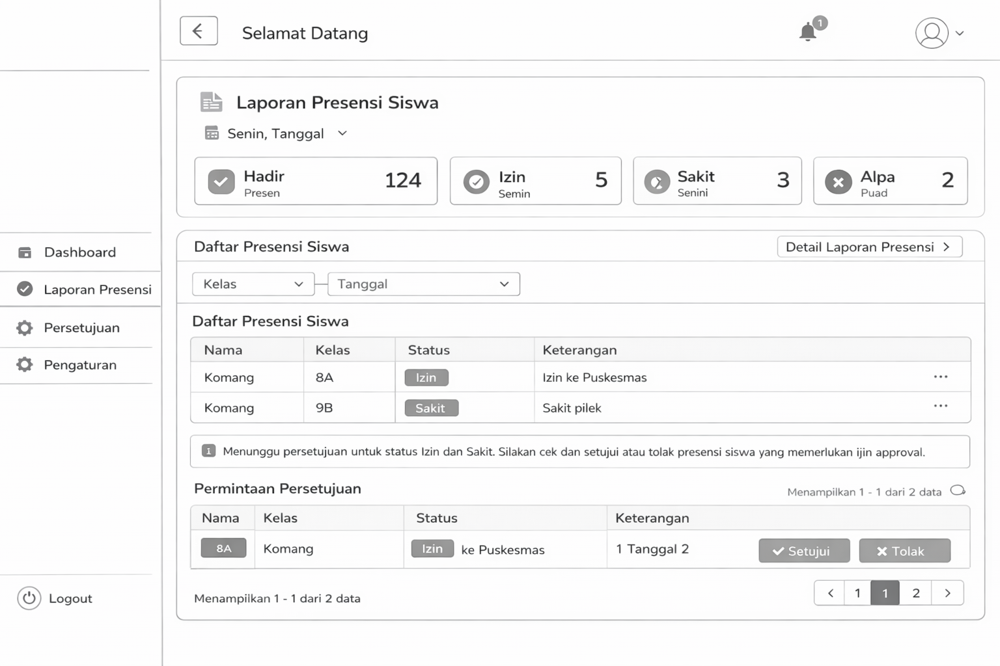 Selamat Datang
1
Laporan Presensi Siswa
Senin, Tanggal
Hadir
Presen
124
Izin
Semin
5
Sakit
Senini
3
Alpa
Puad
2
Dashboard
Laporan Presensi
Persetujuan
Pengaturan
Logout
Daftar Presensi Siswa
Detail Laporan Presensi
Kelas
Tanggal
Daftar Presensi Siswa
Nama Kelas Status Keterangan
Komang 8A Izin Izin ke Puskesmas ...
Komang 9B Sakit Sakit pilek ...
Menunggu persetujuan untuk status Izin dan Sakit. Silakan cek dan setujui atau tolak presensi siswa yang memerlukan ijin approval.
Permintaan Persetujuan
Menampilkan 1 - 1 dari 2 data
Nama Kelas Status Keterangan
8A Komang Izin ke Puskesmas 1 Tanggal 2 Setujui Tolak
Menampilkan 1 - 1 dari 2 data
< 1 1 2 >